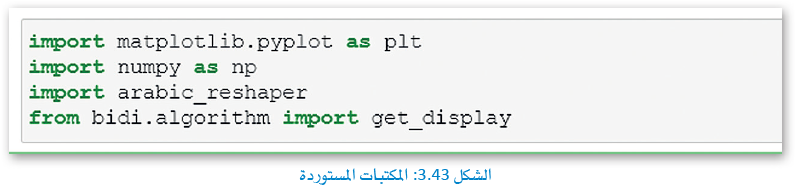 import matplotlib.pyplot as plt
import numpy as np
import arabic_reshaper
from bidi.algorithm import get_display
الشكل 3.43: المكتبات المستوردة